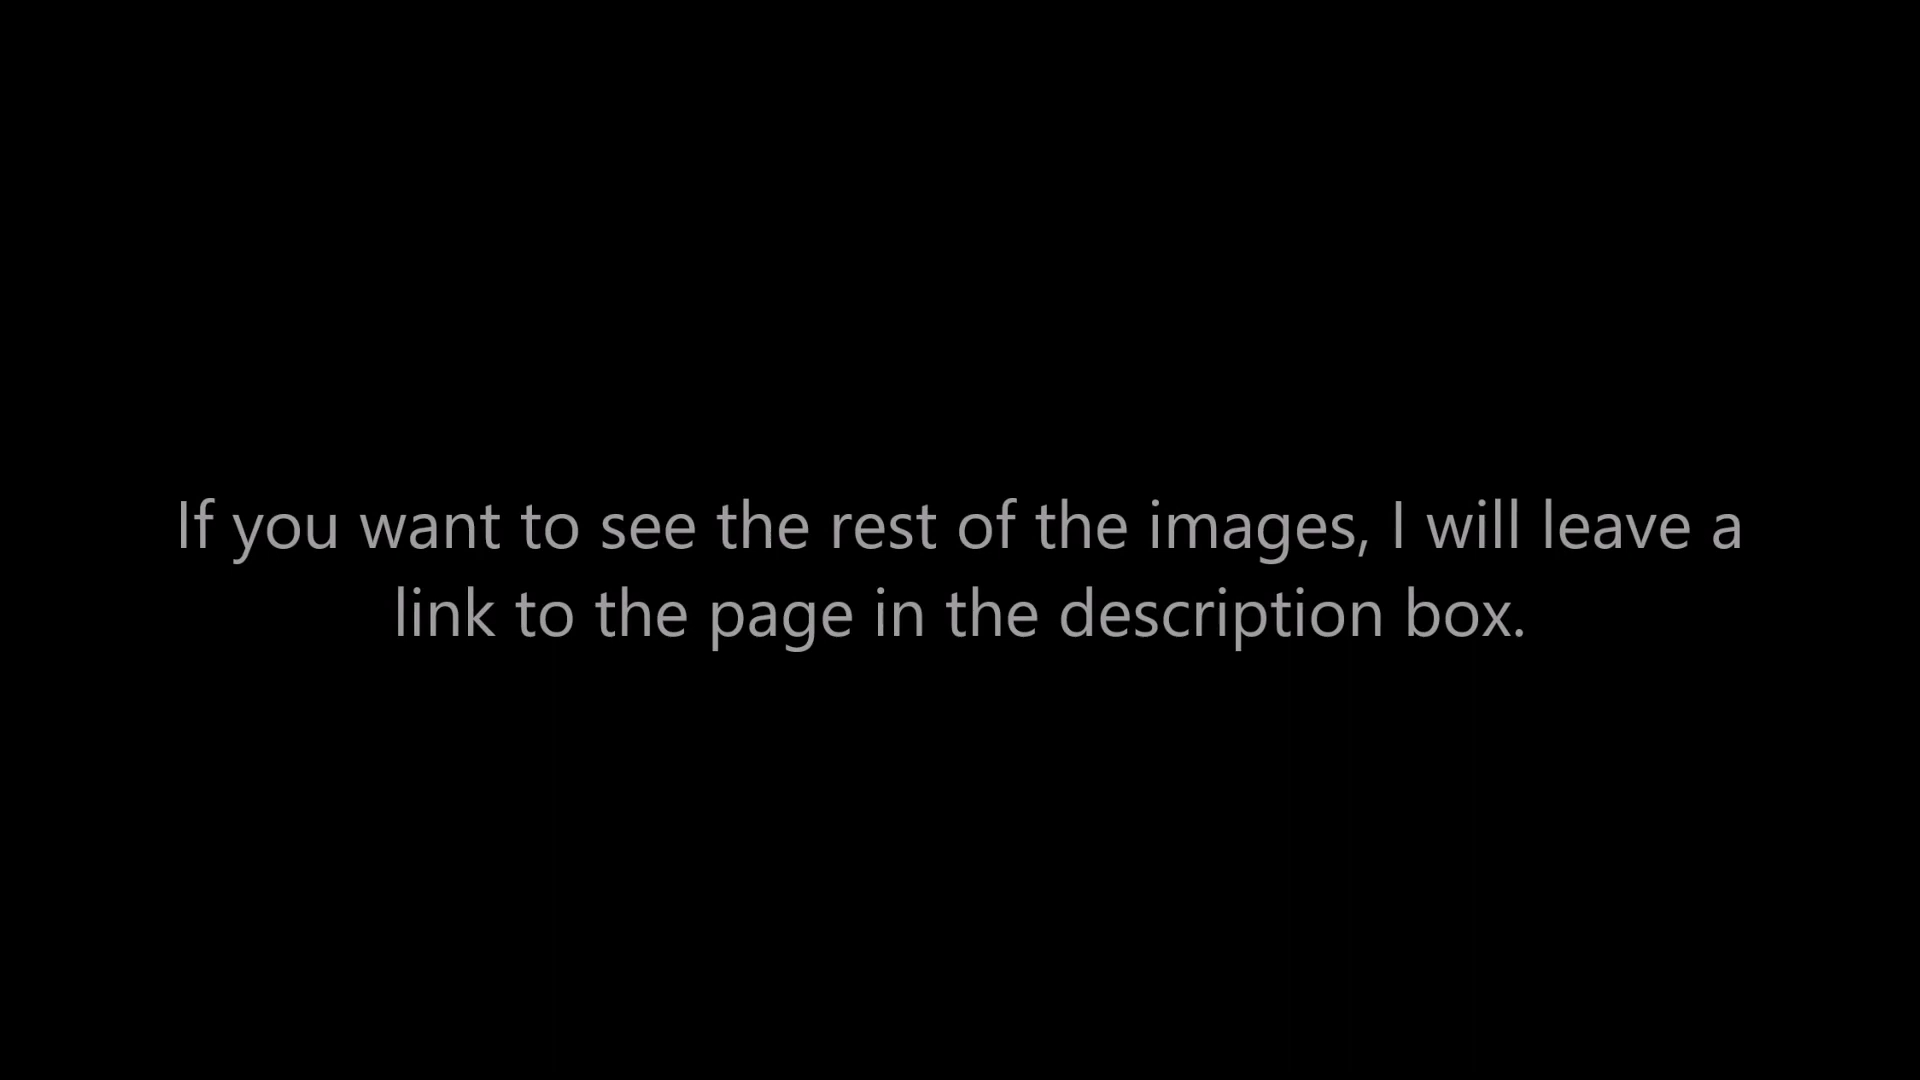 If you want to see the rest of the images, I will leave a
link to the page in the description box.